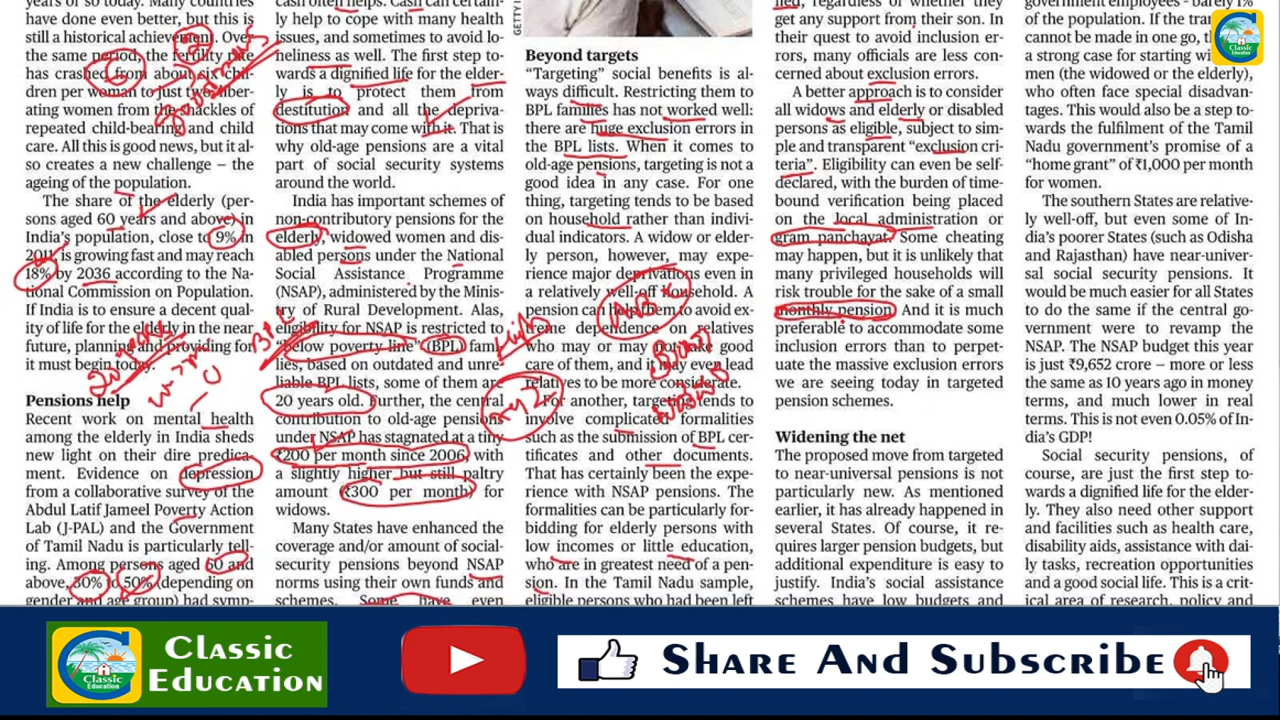 years of so today. Many countries
have done even better, but this is
still a historical achievement. Over
the same period, the fertility rate
has crashed from about six chil-
dren per woman to just two, liber-
ating women from the shackles of
repeated child-bearing and child
care. All this is good news, but it al-
so creates a new challenge – the
ageing of the population.
The share of the elderly (per-
sons aged 60 years and above) in
India's population, close to 9% in
2011, is growing fast and may reach
18% by 2036 according to the Na-
tional Commission on Population.
If India is to ensure a decent qual-
ity of life for the elderly in the near
future, planning and providing for
it must begin today.
Pensions help
Recent work on mental health
among the elderly in India sheds
new light on their dire predica-
ment. Evidence on depression
from a collaborative survey of the
Abdul Latif Jameel Poverty Action
Lab (J-PAL) and the Government
of Tamil Nadu is particularly tell-
ing. Among persons aged 60 and
above, 30% to 50% (depending on
gender and age group) had symp-
cash often helps. Cash can certain-
ly help to cope with many health
issues, and sometimes to avoid lo-
neliness as well. The first step to-
wards a dignified life for the elder-
ly is to protect them from
destitution and all the depriva-
tions that may come with it. That is
why old-age pensions are a vital
part of social security systems
around the world.
India has important schemes of
non-contributory pensions for the
elderly, widowed women and dis-
abled persons under the National
Social Assistance Programme
(NSAP), administered by the Minis-
try of Rural Development. Alas,
eligibility for NSAP is restricted to
"below poverty line" (BPL) fami-
lies, based on outdated and unre-
liable BPL lists, some of them are
20 years old. Further, the central
contribution to old-age pensions
under NSAP has stagnated at a tiny
₹200 per month since 2006, with
a slightly higher but still paltry
amount (₹300 per month) for
widows.
Many States have enhanced the
coverage and/or amount of social-
security pensions beyond NSAP
norms using their own funds and
schemes. Some have even
GETTY I
Beyond targets
"Targeting" social benefits is al-
ways difficult. Restricting them to
BPL families has not worked well:
there are huge exclusion errors in
the BPL lists. When it comes to
old-age pensions, targeting is not a
good idea in any case. For one
thing, targeting tends to be based
on household rather than indivi-
dual indicators. A widow or elder-
ly person, however, may expe-
rience major deprivations even in
a relatively well-off household. A
pension can help them to avoid ex-
treme dependence on relatives
who may or may not take good
care of them, and it may even lead
relatives to be more considerate.
For another, targeting tends to
involve complicated formalities
such as the submission of BPL cer-
tificates and other documents.
That has certainly been the expe-
rience with NSAP pensions. The
formalities can be particularly for-
bidding for elderly persons with
low incomes or little education,
who are in greatest need of a pen-
sion. In the Tamil Nadu sample,
eligible persons who had been left
ned, regardless of whether they
get any support from their son. In
their quest to avoid inclusion er-
rors, many officials are less con-
cerned about exclusion errors.
A better approach is to consider
all widows and elderly or disabled
persons as eligible, subject to sim-
ple and transparent "exclusion cri-
teria". Eligibility can even be self-
declared, with the burden of time-
bound verification being placed
on the local administration or
gram panchayat. Some cheating
may happen, but it is unlikely that
many privileged households will
risk trouble for the sake of a small
monthly pension. And it is much
preferable to accommodate some
inclusion errors than to perpet-
uate the massive exclusion errors
we are seeing today in targeted
pension schemes.
Widening the net
The proposed move from targeted
to near-universal pensions is not
particularly new. As mentioned
earlier, it has already happened in
several States. Of course, it re-
quires larger pension budgets, but
additional expenditure is easy to
justify. India's social assistance
schemes have low budgets and
government employees - barely 1%
of the population. If the tra
cannot be made in one go, t
a strong case for starting wi
men (the widowed or the elderly),
who often face special disadvan-
tages. This would also be a step to-
wards the fulfilment of the Tamil
Nadu government's promise of a
"home grant" of ₹1,000 per month
for women.
The southern States are relative-
ly well-off, but even some of In-
dia's poorer States (such as Odisha
and Rajasthan) have near-univer-
sal social security pensions. It
would be much easier for all States
to do the same if the central go-
vernment were to revamp the
NSAP. The NSAP budget this year
is just ₹9,652 crore – more or less
the same as 10 years ago in money
terms, and much lower in real
terms. This is not even 0.05% of In-
dia's GDP!
Social security pensions, of
course, are just the first step to-
wards a dignified life for the elder-
ly. They also need other support
and facilities such as health care,
disability aids, assistance with dai-
ly tasks, recreation opportunities
and a good social life. This is a crit-
ical area of research, policy and
Classic
Education
Classic
Education
Share And Subscribe